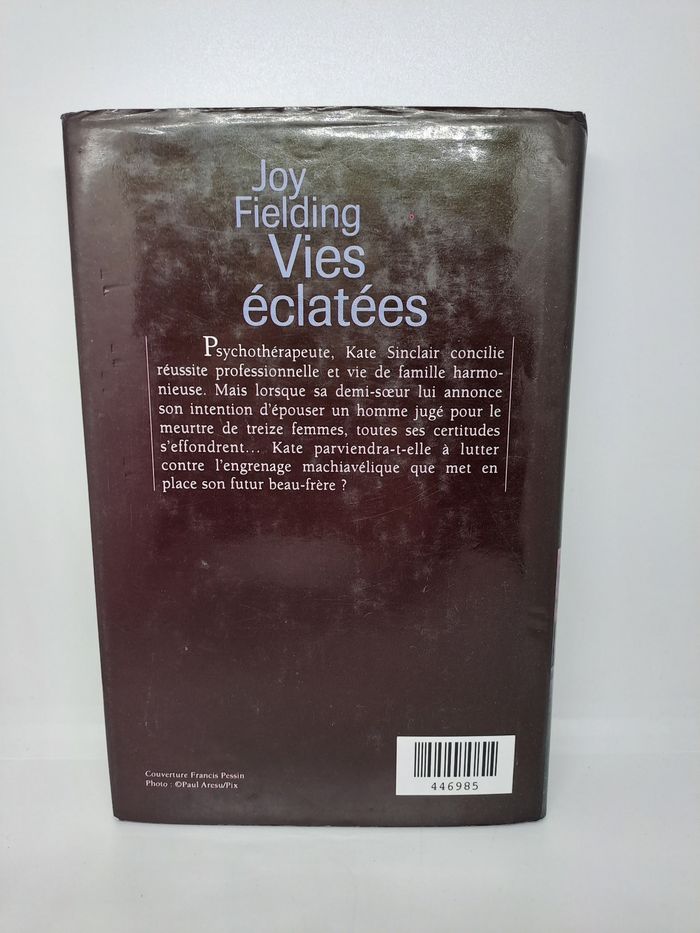 Joy
Fielding
Vies
éclatées
Psychothérapeute, Kate Sinclair concilie
réussite professionnelle et vie de famille harmo-
nieuse. Mais lorsque sa demi-sœur lui annonce
son intention d'épouser un homme jugé pour le
meurtre de treize femmes, toutes ses certitudes
s'effondrent... Kate parviendra-t-elle à lutter
contre l'engrenage machiavélique que met en
place son futur beau-frère ?
Couverture Francis Pessin
Photo : ©Paul Aresu/Pix
446985